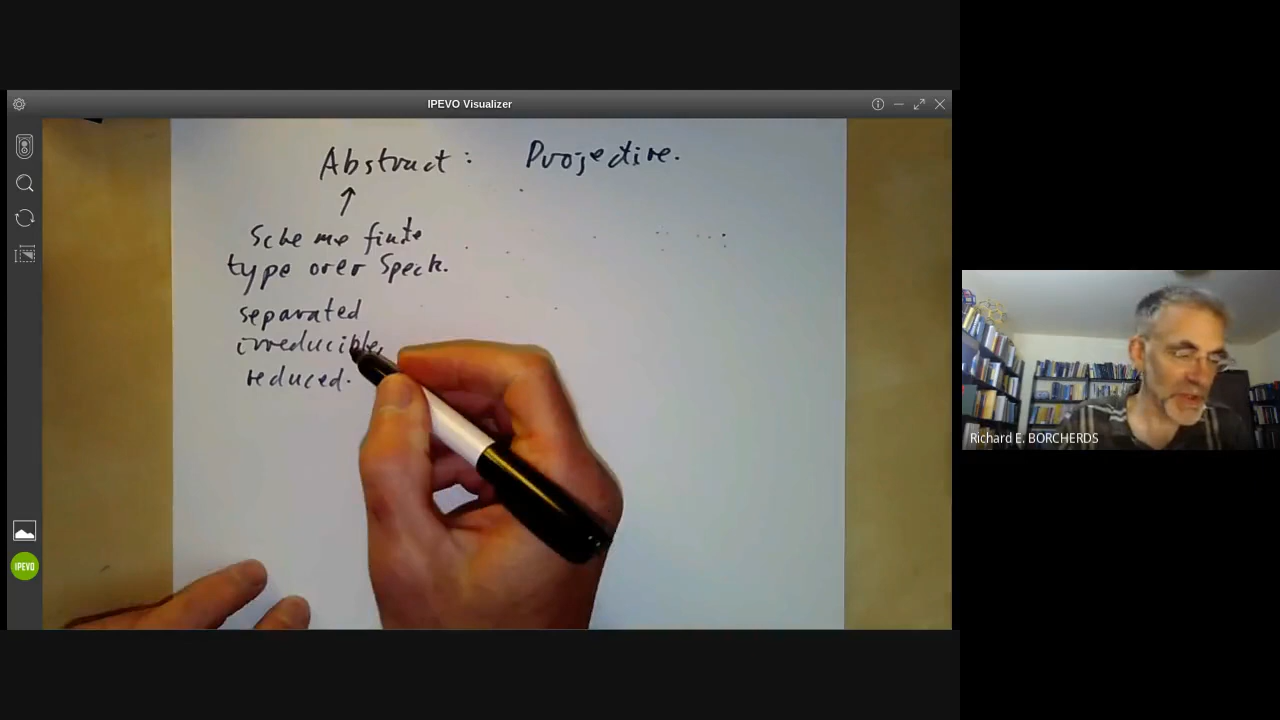 IPEVO Visualizer
Abstract: Projective.
↑
Scheme finite
type over Spec k.
separated
irreducible,
reduced.
IPEVO
Richard E. BORCHERDS